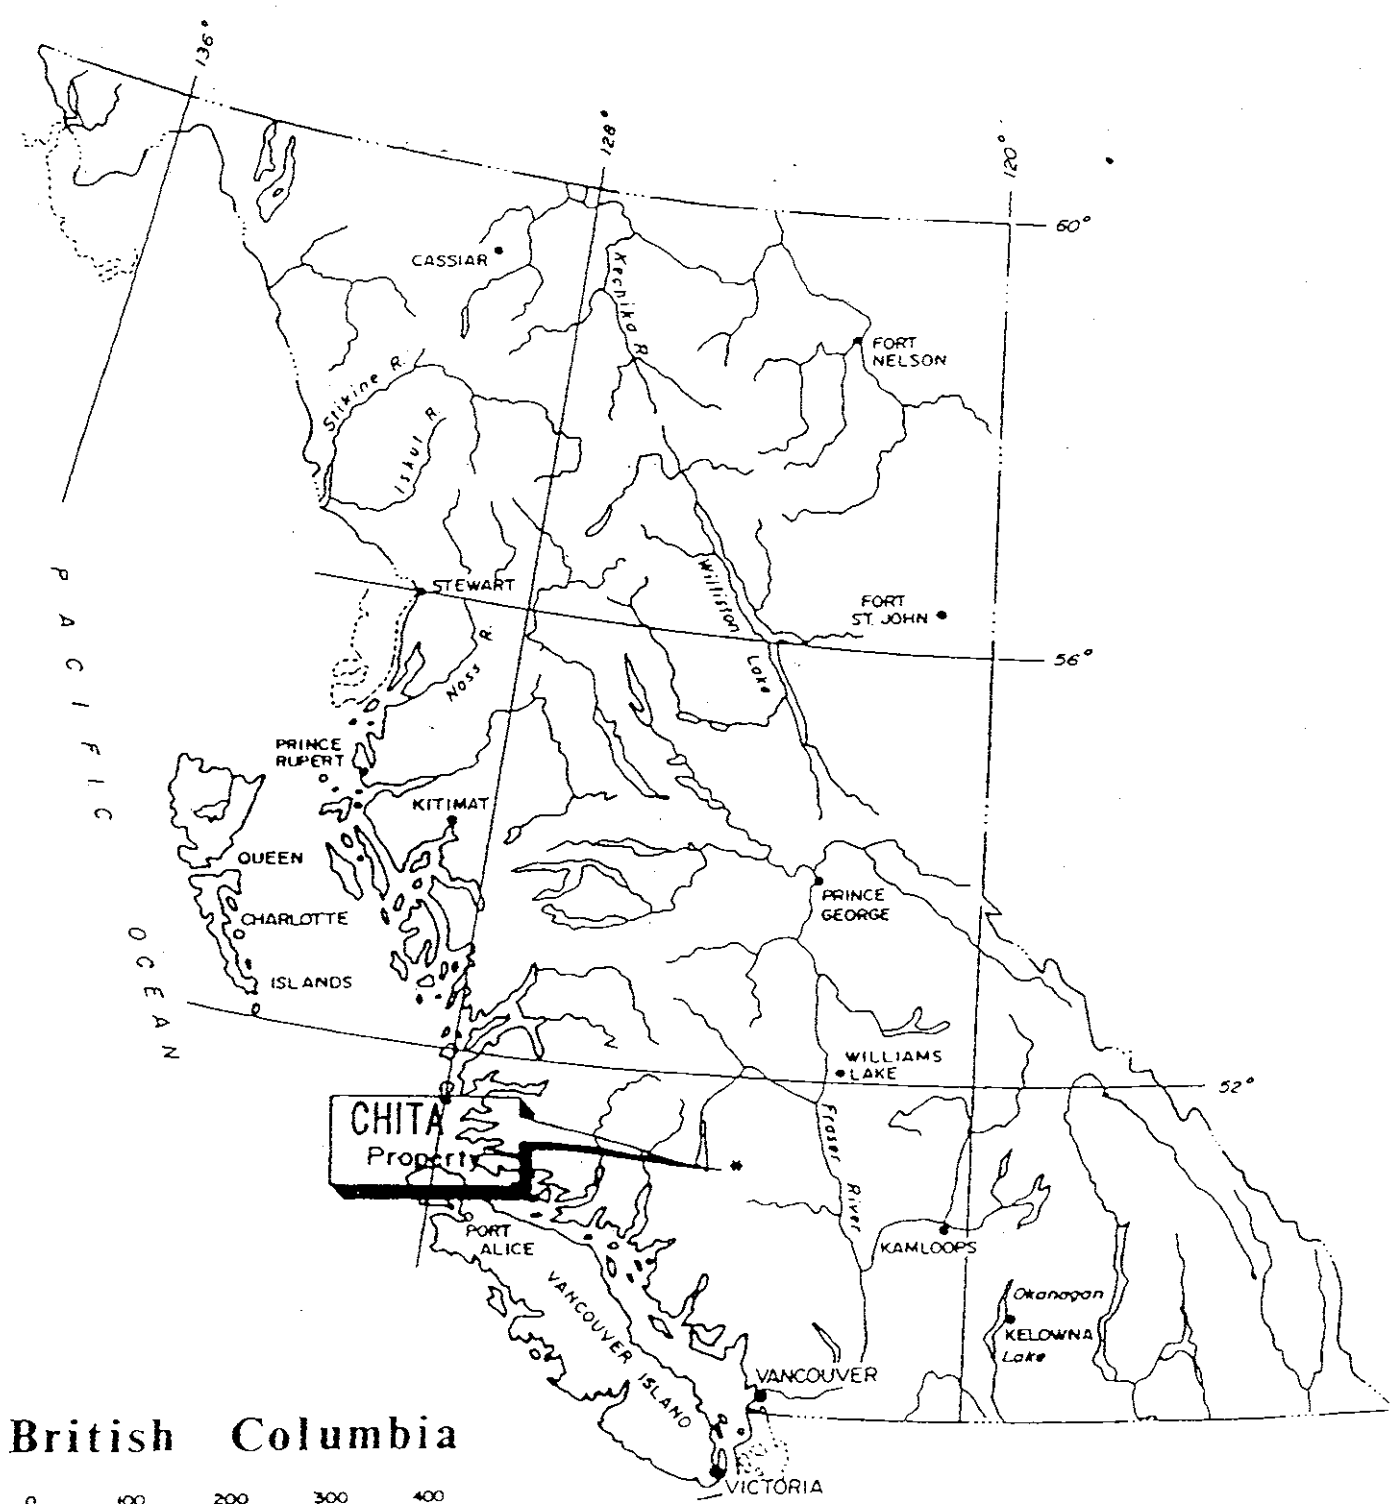 136°
128°
120°
60°
CASSIAR
Kechika R.
FORT
NELSON
Stikine R.
Iskut R.
STEWART
FORT
ST. JOHN
56°
Williston
Lake
Nass R.
PACIFIC
OCEAN
PRINCE
RUPERT
KITIMAT
QUEEN
CHARLOTTE
ISLANDS
PRINCE
GEORGE
WILLIAMS
LAKE
52°
CHITA
Property
*
Fraser River
PORT
ALICE
KAMLOOPS
VANCOUVER ISLAND
Okanagan
KELOWNA
Lake
VANCOUVER
VICTORIA
British Columbia
0 100 200 300 400